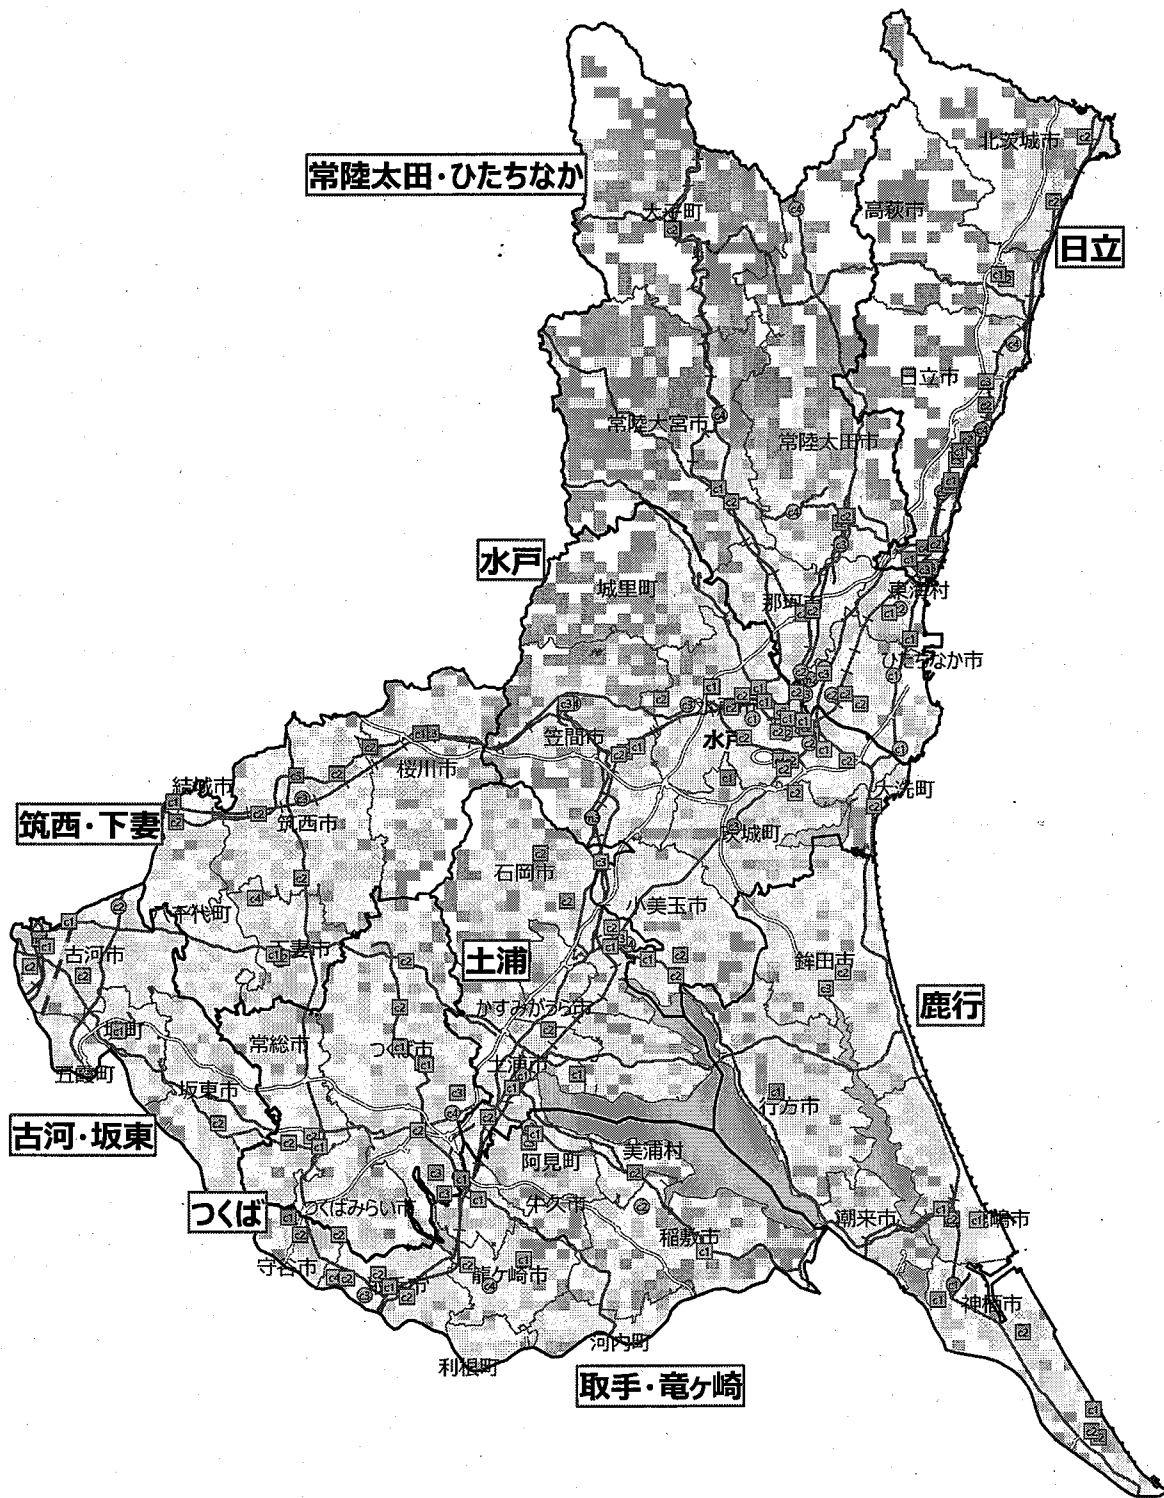 北茨城市
常陸太田・ひたちなか
大子町
高萩市
日立
日立市
常陸大宮市
常陸太田市
水戸
城里町
那珂市
東海村
ひたちなか市
笠間市
桜川市
大洗町
結城市
筑西・下妻
筑西市
茨城町
石岡市
小美玉市
八千代町
下妻市
古河市
土浦
鉾田市
かすみがうら市
鹿行
境町
常総市
つくば市
土浦市
五霞町
坂東市
行方市
古河・坂東
阿見町
美浦村
つくば
つくばみらい市
牛久市
潮来市
稲敷市
守谷市
龍ケ崎市
神栖市
河内町
利根町
取手・竜ヶ崎